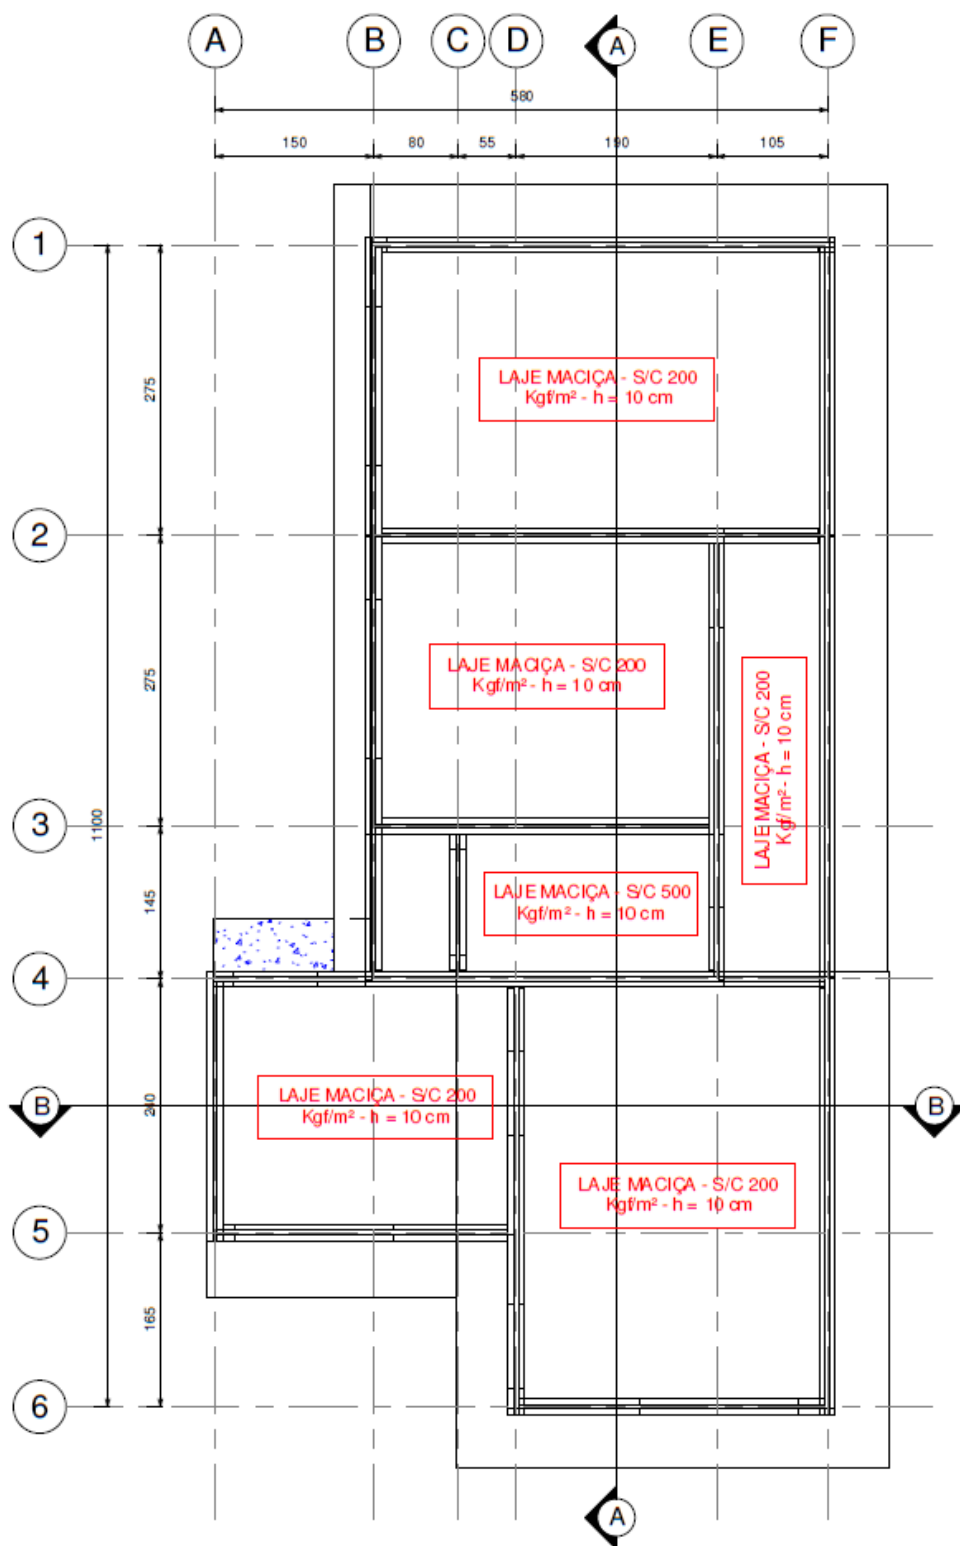 A B C D A E F
580
150 80 55 190 105
1
LAJE MACIÇA - S/C 200
Kgf/m² - h = 10 cm
275
2
LAJE MACIÇA - S/C 200
Kgf/m² - h = 10 cm
275
LAJE MACIÇA - S/C 200
Kgf/m² - h = 10 cm
3
1100
LAJE MACIÇA - S/C 500
Kgf/m² - h = 10 cm
145
4
LAJE MACIÇA - S/C 200
Kgf/m² - h = 10 cm
B B
240
LAJE MACIÇA - S/C 200
Kgf/m² - h = 10 cm
5
165
6
A